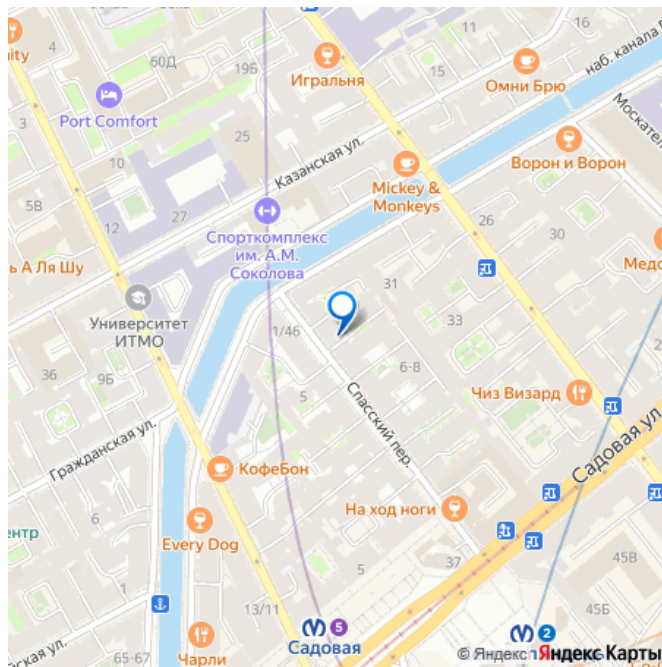 ity
4
16
60Д
19Б
Игральня
Омни Брю
наб. канала
Port Comfort
3
10
25
Казанская ул.
Москател
Ворон и Ворон
Mickey &
Monkeys
5В
12
27
26
30
Спорткомплекс
им. А.М.
Соколова
ь А Ля Шу
Медо
31
Университет
ИТМО
1/46
33
36
9Б
6-8
5
Чиз Визард
Спасский пер.
Гражданская ул.
Садовая ул.
КофеБон
На ход ноги
6
ентр
Every Dog
37
1
5
45В
13/11
45Б
я ул.
5
Садовая
2
65-67
Чарли
© Яндекс Яндекс Карты